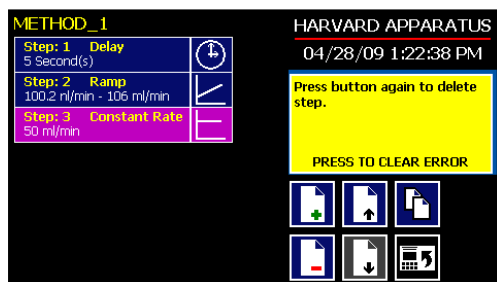 METHOD_1
Step: 1 Delay
5 Second(s)
Step: 2 Ramp
100.2 nl/min - 106 ml/min
Step: 3 Constant Rate
50 ml/min
HARVARD APPARATUS
04/28/09 1:22:38 PM
Press button again to delete
step.
PRESS TO CLEAR ERROR